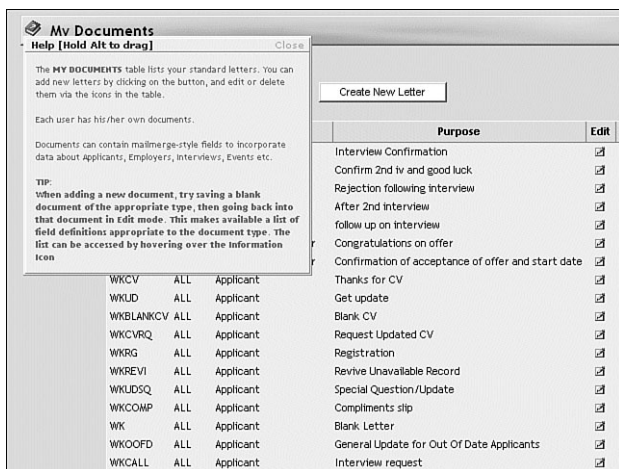 My Documents
Help [Hold Alt to drag] Close
The MY DOCUMENTS table lists your standard letters. You can
add new letters by clicking on the button, and edit or delete
them via the icons in the table.
Each user has his/her own documents.
Documents can contain mailmerge-style fields to incorporate
data about Applicants, Employers, Interviews, Events etc.
TIP:
When adding a new document, try saving a blank
document of the appropriate type, then going back into
that document in Edit mode. This makes available a list of
field definitions appropriate to the document type. The
list can be accessed by hovering over the Information
Icon
Create New Letter
Purpose Edit
Interview Confirmation
Confirm 2nd iv and good luck
Rejection following interview
After 2nd interview
follow up on interview
r Congratulations on offer
r Confirmation of acceptance of offer and start date
WKCV ALL Applicant Thanks for CV
WKUD ALL Applicant Get update
WKBLANKCV ALL Applicant Blank CV
WKCVRQ ALL Applicant Request Updated CV
WKRG ALL Applicant Registration
WKREVI ALL Applicant Revive Unavailable Record
WKUDSQ ALL Applicant Special Question/Update
WKCOMP ALL Applicant Compliments slip
WK ALL Applicant Blank Letter
WKOOFD ALL Applicant General Update for Out Of Date Applicants
WKCALL ALL Applicant Interview request